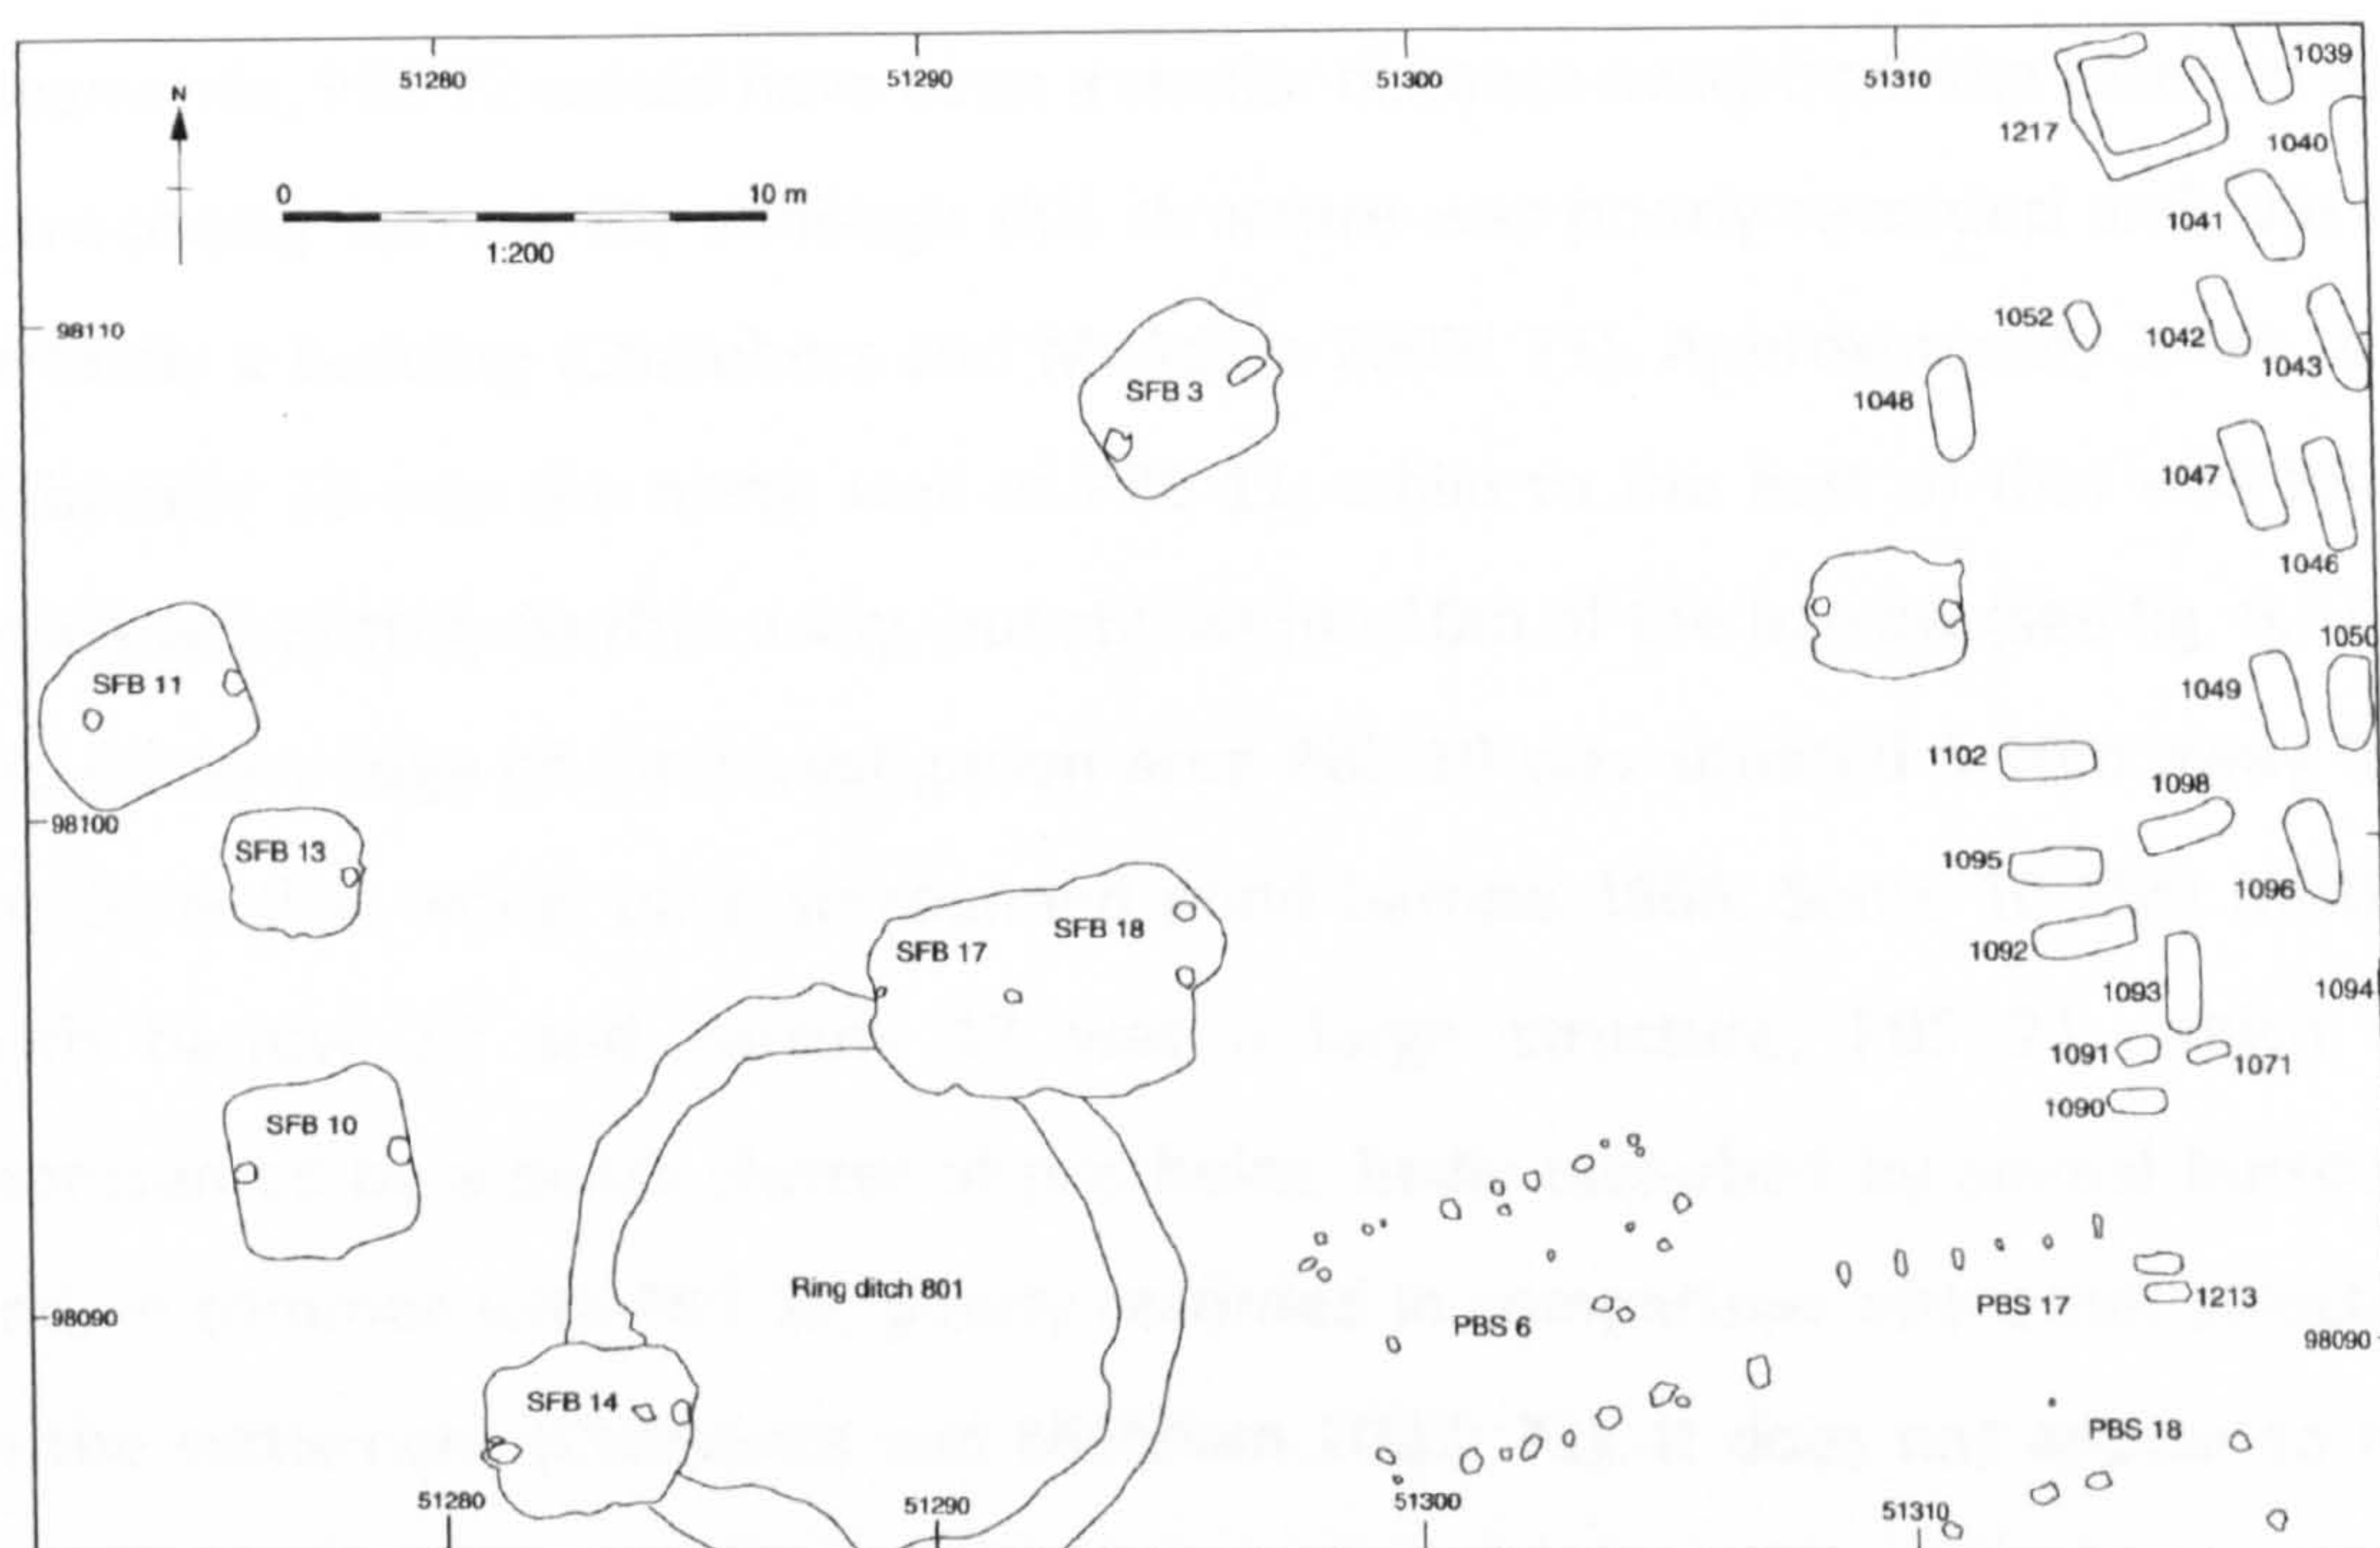 51280 51290 51300 51310
N
0 10 m
1:200
1039
1217
1040
1041
98110
1052
1042
1043
SFB 3
1048
1047
1046
1050
SFB 11
1049
1102
1098
98100
SFB 13
1095
1096
SFB 18
SFB 17
1092
1093
1094
1091
1071
1090
SFB 10
Ring ditch 801
PBS 17
1213
98090
PBS 6
98090
SFB 14
PBS 18
51280 51290 51300 51310